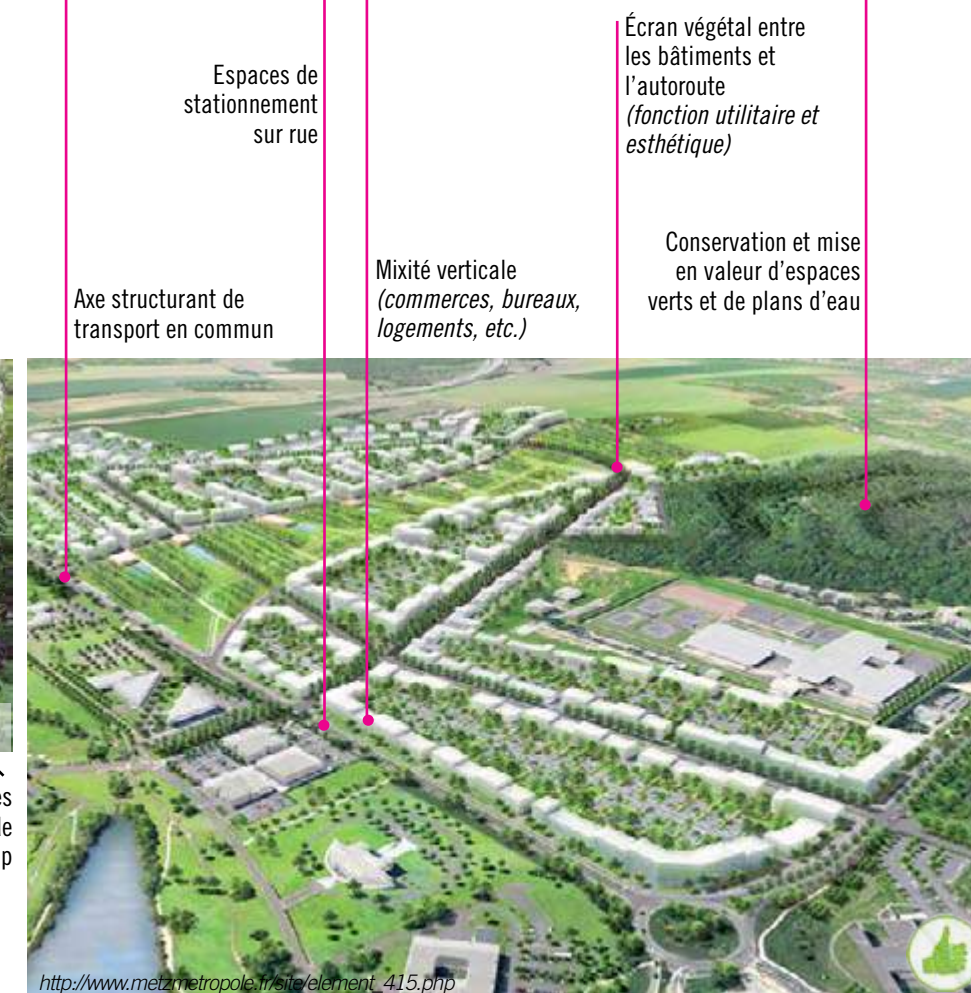 Écran végétal entre
les bâtiments et
l'autoroute
(fonction utilitaire et
esthétique)
Espaces de
stationnement
sur rue
Conservation et mise
en valeur d'espaces
verts et de plans d'eau
Mixité verticale
(commerces, bureaux,
logements, etc.)
Axe structurant de
transport en commun
es
le
p
http://www.metzmetropole.fr/site/element_415.php